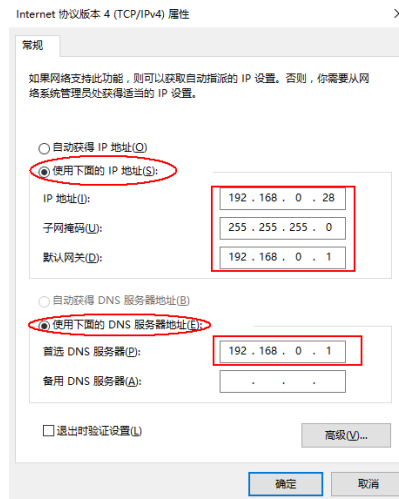 Internet 协议版本 4 (TCP/IPv4) 属性
常规
如果网络支持此功能，则可以获取自动指派的 IP 设置。否则，你需要从网
络系统管理员处获得适当的 IP 设置。
自动获得 IP 地址(O)
使用下面的 IP 地址(S):
IP 地址(I): 192 . 168 . 0 . 28
子网掩码(U): 255 . 255 . 255 . 0
默认网关(D): 192 . 168 . 0 . 1
自动获得 DNS 服务器地址(B)
使用下面的 DNS 服务器地址(E):
首选 DNS 服务器(P): 192 . 168 . 0 . 1
备用 DNS 服务器(A): . . .
退出时验证设置(L)
高级(V)...
确定 取消